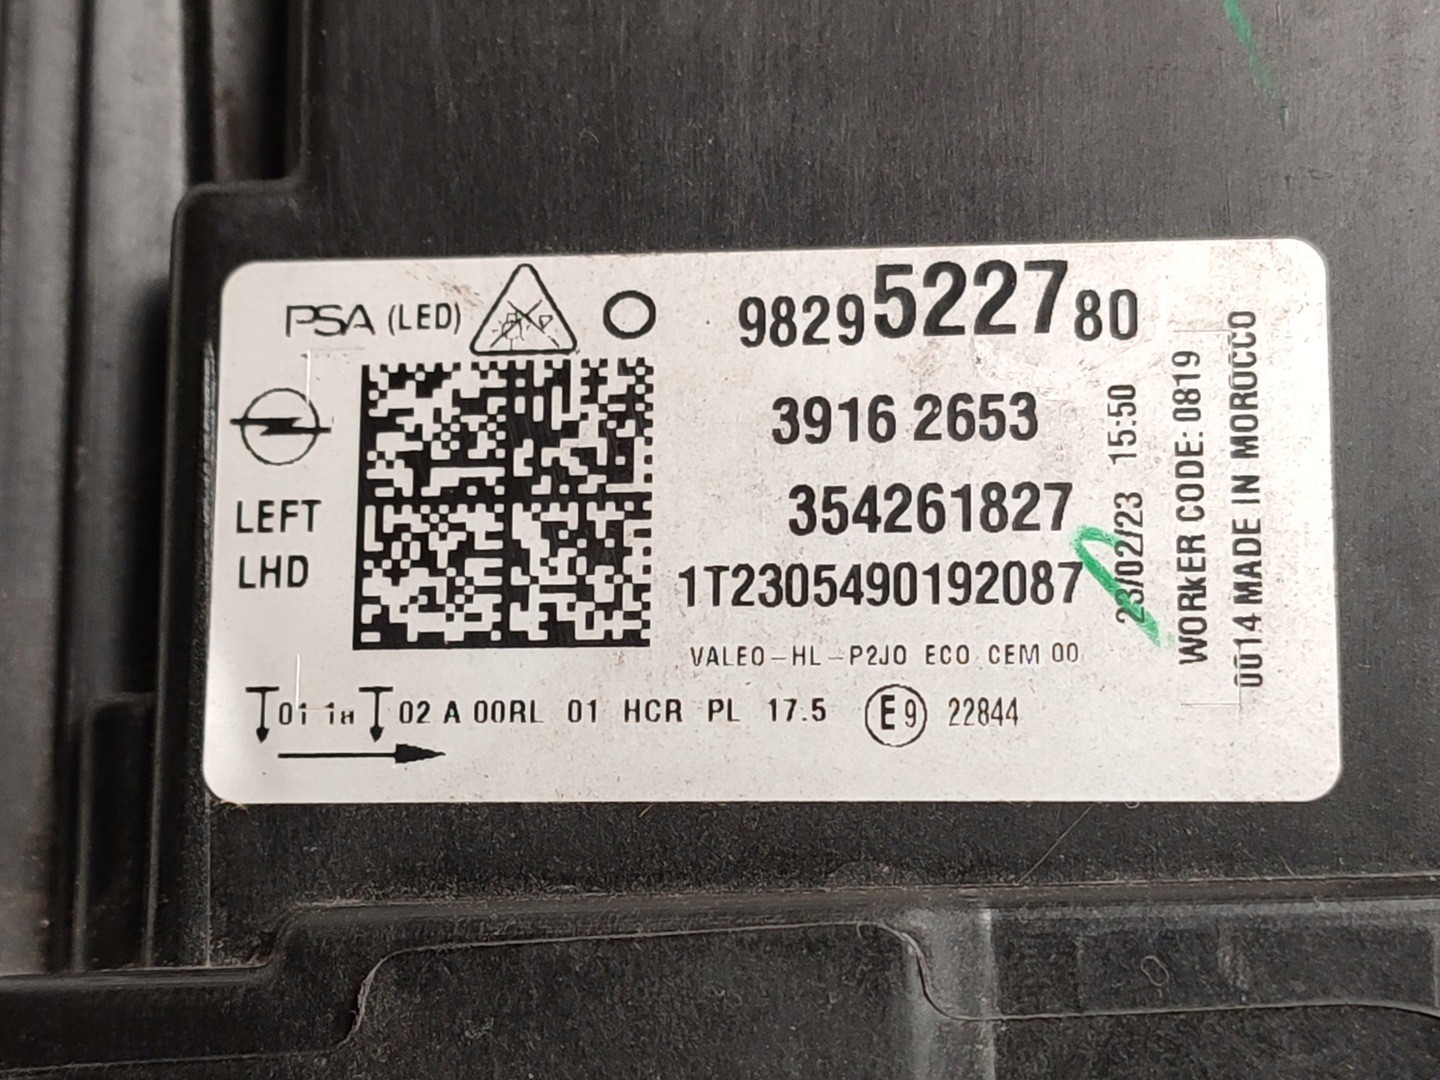 PSA (LED)
9829522780
3916 2653
LEFT
LHD
354261827
1T2305490192087
VALEO-HL-P2JO ECO CEM 00
01 1a 02 A 00RL 01 HCR PL 17.5 E9 22844
23/02/23 15:50
WORKER CODE: 0819
0014 MADE IN MOROCCO